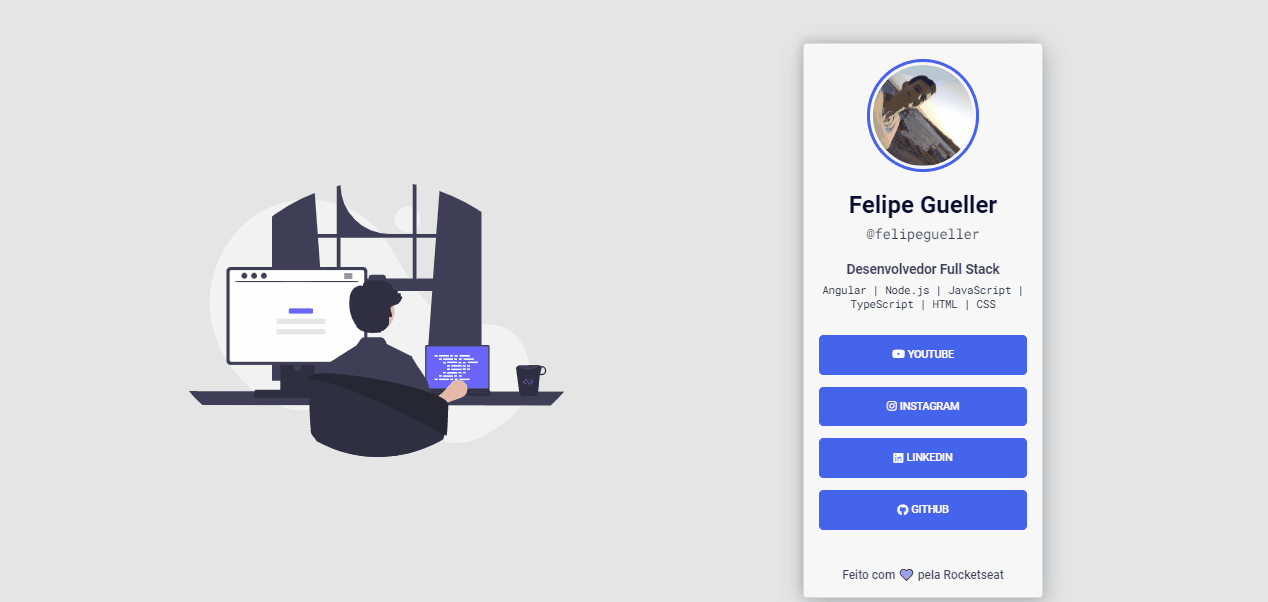 Felipe Gueller
@felipegueller
Desenvolvedor Full Stack
Angular | Node.js | JavaScript |
TypeScript | HTML | CSS
YOUTUBE
INSTAGRAM
LINKEDIN
GITHUB
Feito com 💜 pela Rocketseat